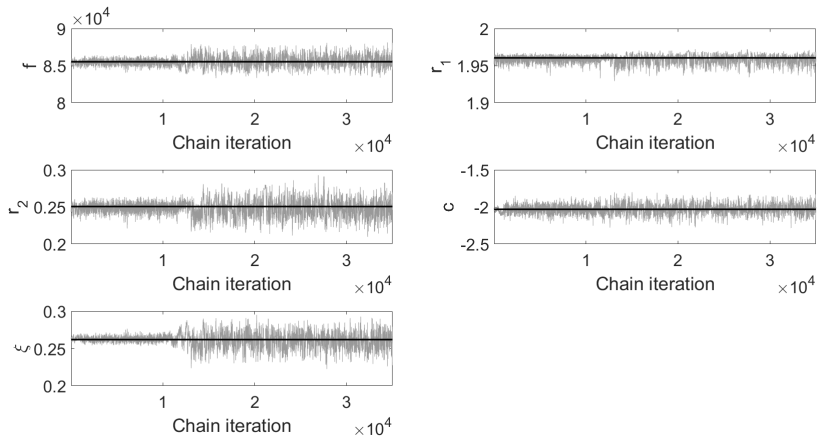 ×10⁴
9
8.5
8
f
1 2 3
Chain iteration
×10⁴
2
1.95
1.9
r₁
1 2 3
Chain iteration
×10⁴
0.3
0.25
0.2
r₂
1 2 3
Chain iteration
×10⁴
-1.5
-2
-2.5
c
1 2 3
Chain iteration
×10⁴
0.3
0.25
0.2
ξ
1 2 3
Chain iteration
×10⁴